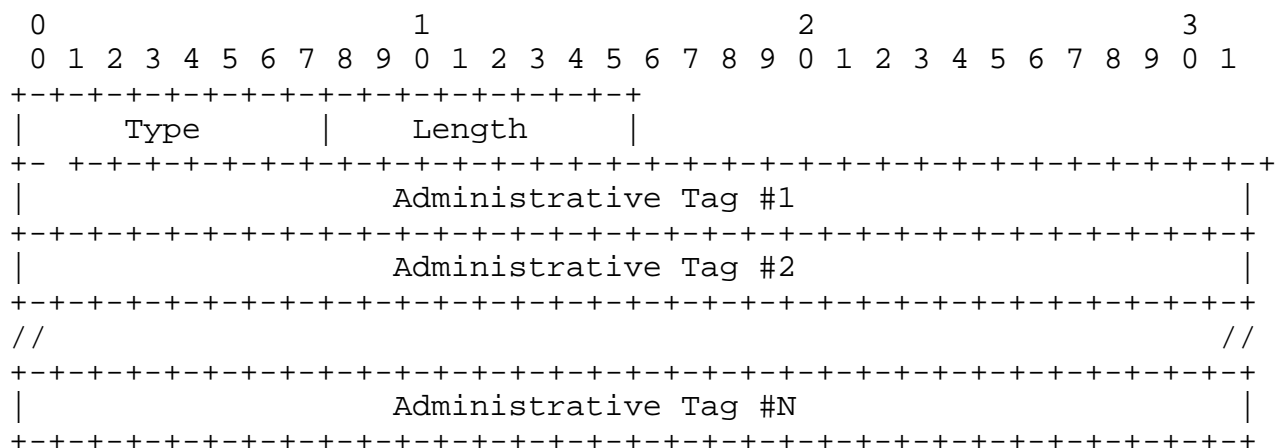 0                   1                   2                   3
 0 1 2 3 4 5 6 7 8 9 0 1 2 3 4 5 6 7 8 9 0 1 2 3 4 5 6 7 8 9 0 1
+-+-+-+-+-+-+-+-+-+-+-+-+-+-+-+-+
|     Type      |    Length     |
+- +-+-+-+-+-+-+-+-+-+-+-+-+-+-+-+-+-+-+-+-+-+-+-+-+-+-+-+-+-+-+-+
|                   Administrative Tag #1                       |
+-+-+-+-+-+-+-+-+-+-+-+-+-+-+-+-+-+-+-+-+-+-+-+-+-+-+-+-+-+-+-+-+
|                   Administrative Tag #2                       |
+-+-+-+-+-+-+-+-+-+-+-+-+-+-+-+-+-+-+-+-+-+-+-+-+-+-+-+-+-+-+-+-+
//                                                             //
+-+-+-+-+-+-+-+-+-+-+-+-+-+-+-+-+-+-+-+-+-+-+-+-+-+-+-+-+-+-+-+-+
|                   Administrative Tag #N                       |
+-+-+-+-+-+-+-+-+-+-+-+-+-+-+-+-+-+-+-+-+-+-+-+-+-+-+-+-+-+-+-+-+